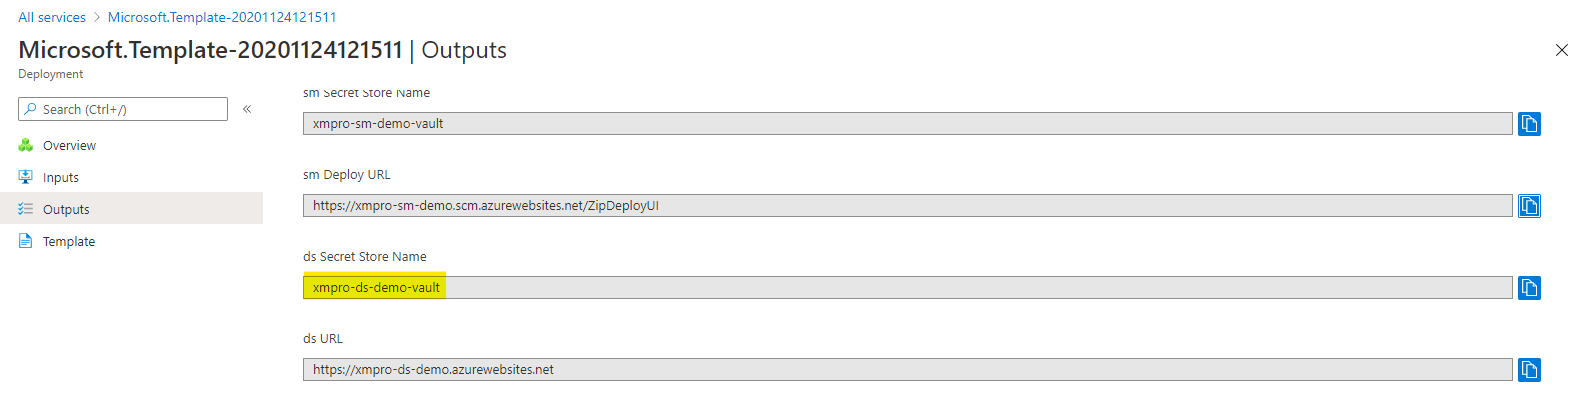 All services > Microsoft.Template-20201124121511
Microsoft.Template-20201124121511 | Outputs
Deployment
Search (Ctrl+/)
«
Overview
Inputs
Outputs
Template
sm Secret Store Name
xmpro-sm-demo-vault
sm Deploy URL
https://xmpro-sm-demo.scm.azurewebsites.net/ZipDeployUI
ds Secret Store Name
xmpro-ds-demo-vault
ds URL
https://xmpro-ds-demo.azurewebsites.net